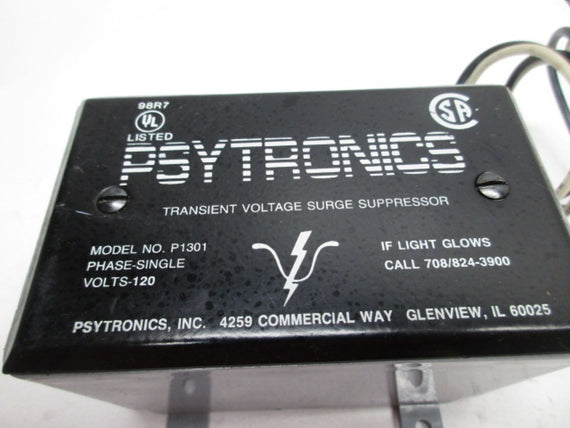 98R7
UL
LISTED
SA
PSYTRONICS
TRANSIENT VOLTAGE SURGE SUPPRESSOR
MODEL NO. P1301
PHASE-SINGLE
VOLTS-120
IF LIGHT GLOWS
CALL 708/824-3900
PSYTRONICS, INC. 4259 COMMERCIAL WAY GLENVIEW, IL 60025